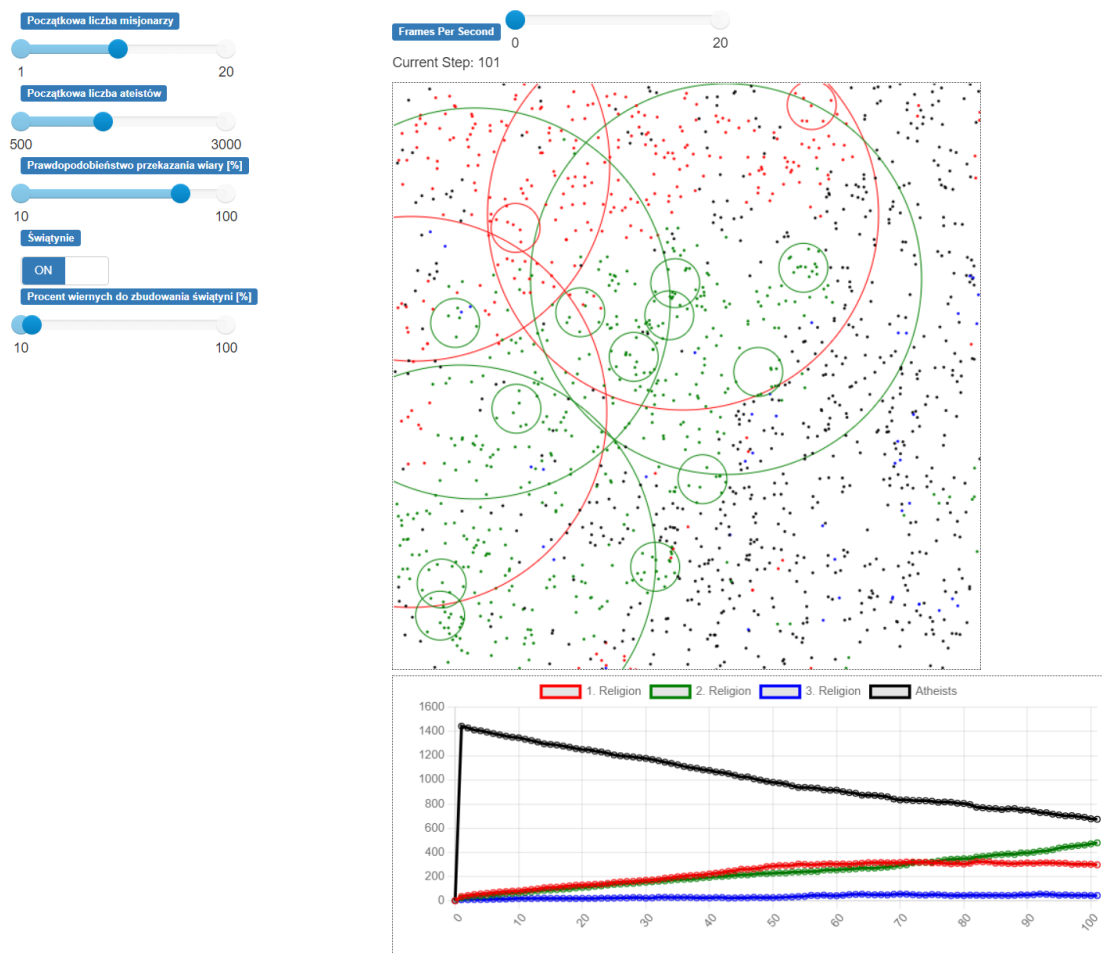 Początkowa liczba misjonarzy
1 20
Początkowa liczba ateistów
500 3000
Prawdopodobieństwo przekazania wiary [%]
10 100
Świątynie
ON
Procent wiernych do zbudowania świątyni [%]
10 100
Frames Per Second
0 20
Current Step: 101
1. Religion 2. Religion 3. Religion Atheists
1600
1400
1200
1000
800
600
400
200
0
0 10 20 30 40 50 60 70 80 90 100